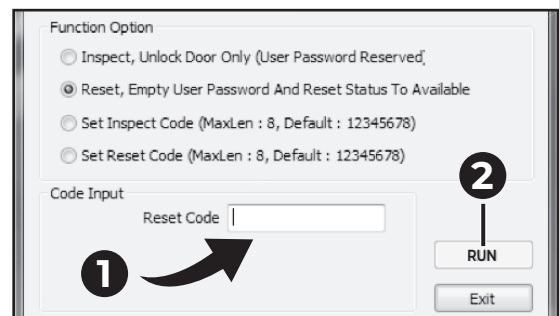 Function Option
Inspect, Unlock Door Only (User Password Reserved)
Reset, Empty User Password And Reset Status To Available
Set Inspect Code (MaxLen : 8, Default : 12345678)
Set Reset Code (MaxLen : 8, Default : 12345678)
Code Input
Reset Code
1
2
RUN
Exit